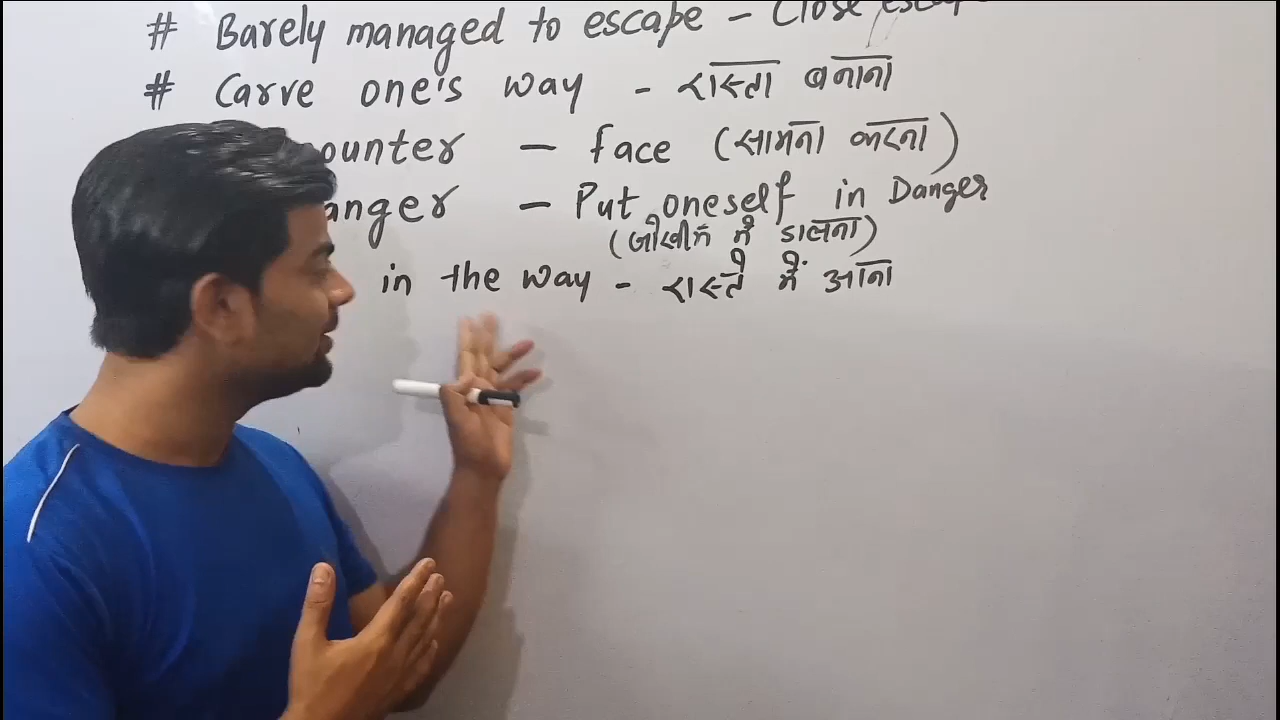 # Barely managed to escape - Close escape
# Carve one's way - रास्ता बनाना
ounter - face (सामना करना)
anger - Put oneself in Danger
(जोखीम में डालना)
in the way - रास्ते में आना